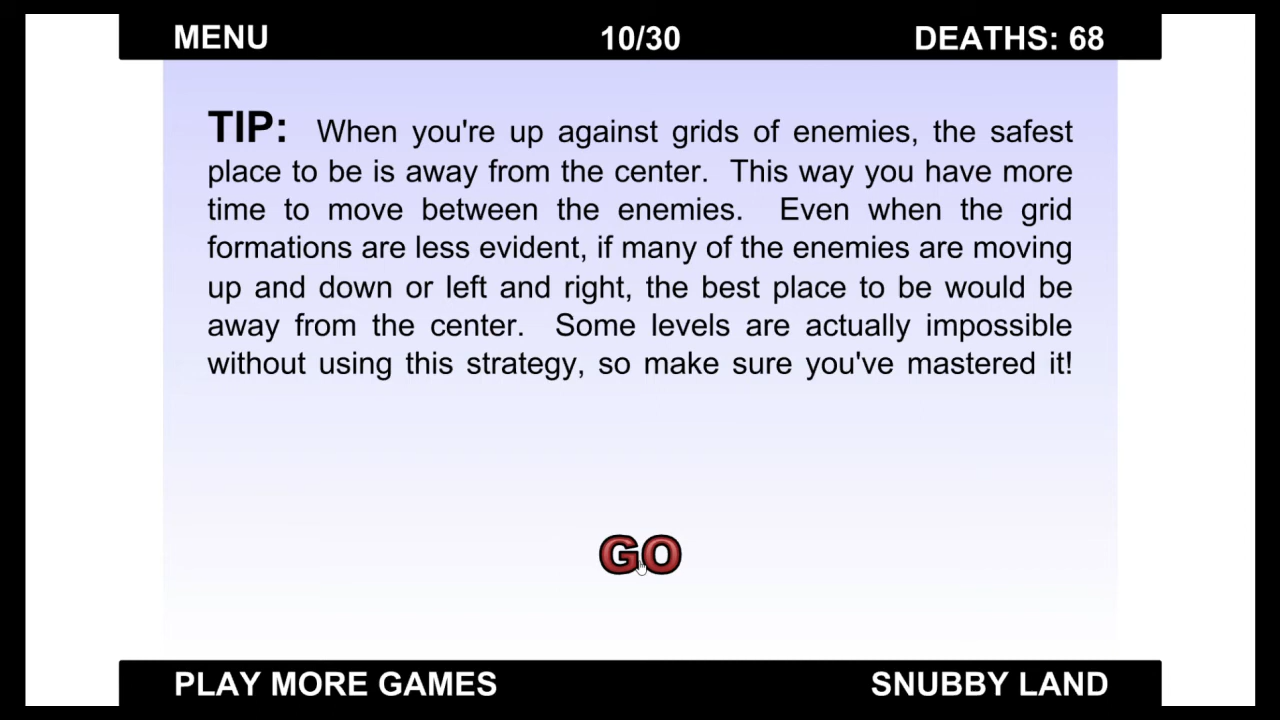 MENU 10/30 DEATHS: 68
TIP: When you're up against grids of enemies, the safest
place to be is away from the center. This way you have more
time to move between the enemies. Even when the grid
formations are less evident, if many of the enemies are moving
up and down or left and right, the best place to be would be
away from the center. Some levels are actually impossible
without using this strategy, so make sure you've mastered it!
GO
PLAY MORE GAMES SNUBBY LAND